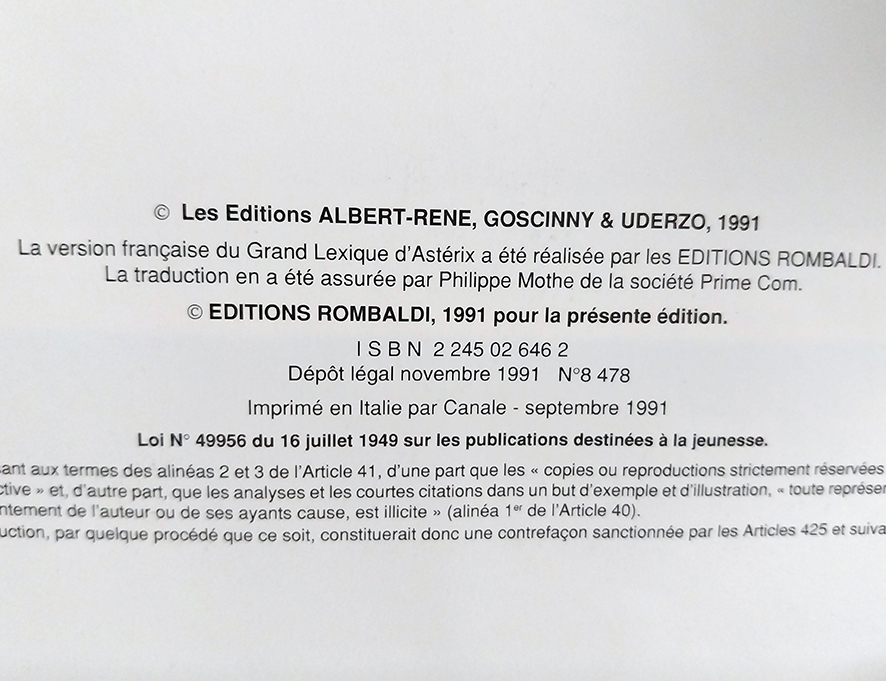 © Les Editions ALBERT-RENE, GOSCINNY & UDERZO, 1991
La version française du Grand Lexique d'Astérix a été réalisée par les EDITIONS ROMBALDI.
La traduction en a été assurée par Philippe Mothe de la société Prime Com.
© EDITIONS ROMBALDI, 1991 pour la présente édition.
I S B N 2 245 02 646 2
Dépôt légal novembre 1991 N°8 478
Imprimé en Italie par Canale - septembre 1991
Loi N° 49956 du 16 juillet 1949 sur les publications destinées à la jeunesse.
sant aux termes des alinéas 2 et 3 de l'Article 41, d'une part que les « copies ou reproductions strictement réservées
ctive » et, d'autre part, que les analyses et les courtes citations dans un but d'exemple et d'illustration, « toute représen
ntement de l'auteur ou de ses ayants cause, est illicite » (alinéa 1er de l'Article 40).
uction, par quelque procédé que ce soit, constituerait donc une contrefaçon sanctionnée par les Articles 425 et suiva